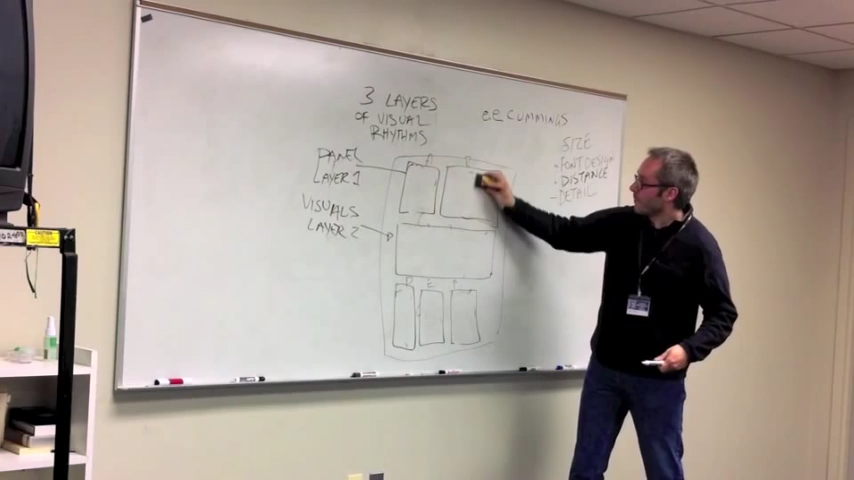 3 LAYERS
OF VISUAL
RHYTHMS
ee CUMMINGS
SIZE
- FONT DESIGN
- DISTANCE
- DETAIL
PANEL
LAYER 1
VISUALS
LAYER 2